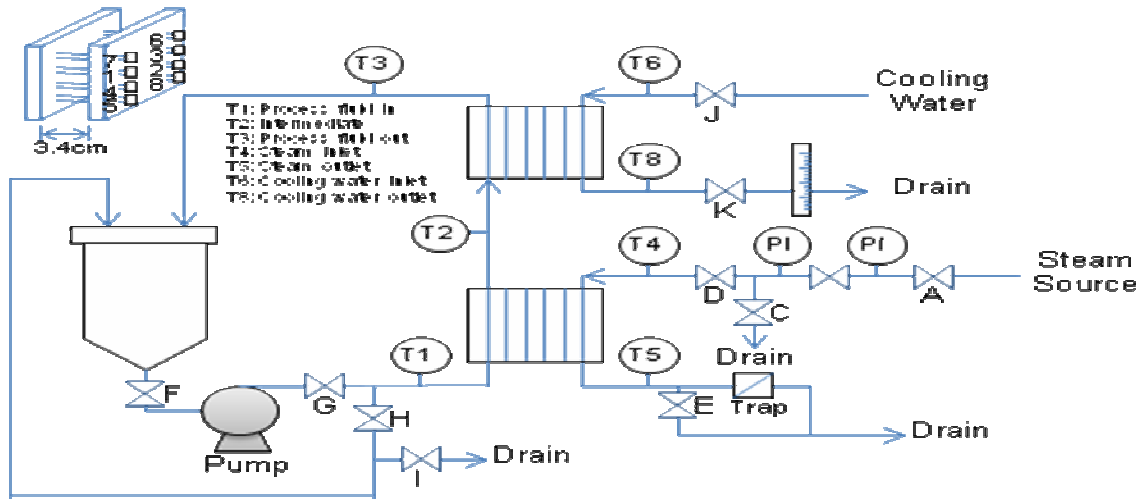 T3
T6
Cooling
Water
J
T1: Process fluid in
T2: Intermediate
T3: Process fluid out
T4: Steam inlet
T5: Steam outlet
T6: Cooling water inlet
T8: Cooling water outlet
3.4cm
T8
K
Drain
T2
T4
PI
PI
Steam
Source
D
A
C
Drain
T1
T5
F
G
H
E
Trap
Drain
Pump
I
Drain